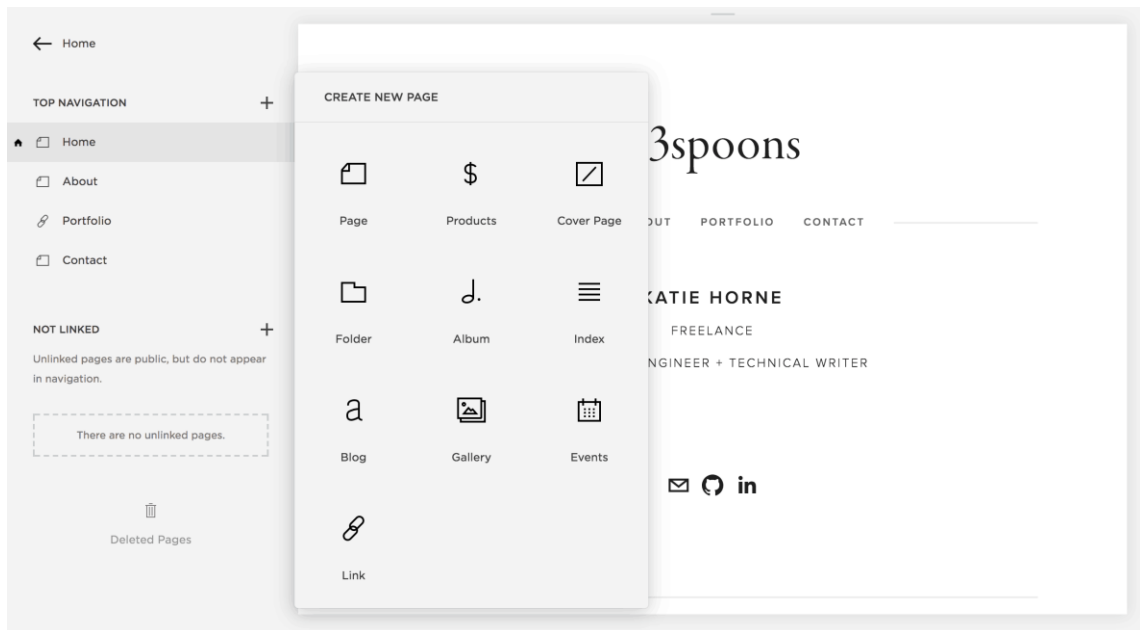 Home
TOP NAVIGATION
Home
About
Portfolio
Contact
NOT LINKED
Unlinked pages are public, but do not appear
in navigation.
There are no unlinked pages.
Deleted Pages
CREATE NEW PAGE
Page Products Cover Page
Folder Album Index
Blog Gallery Events
Link
3spoons
OUT PORTFOLIO CONTACT
KATIE HORNE
FREELANCE
NGINEER + TECHNICAL WRITER